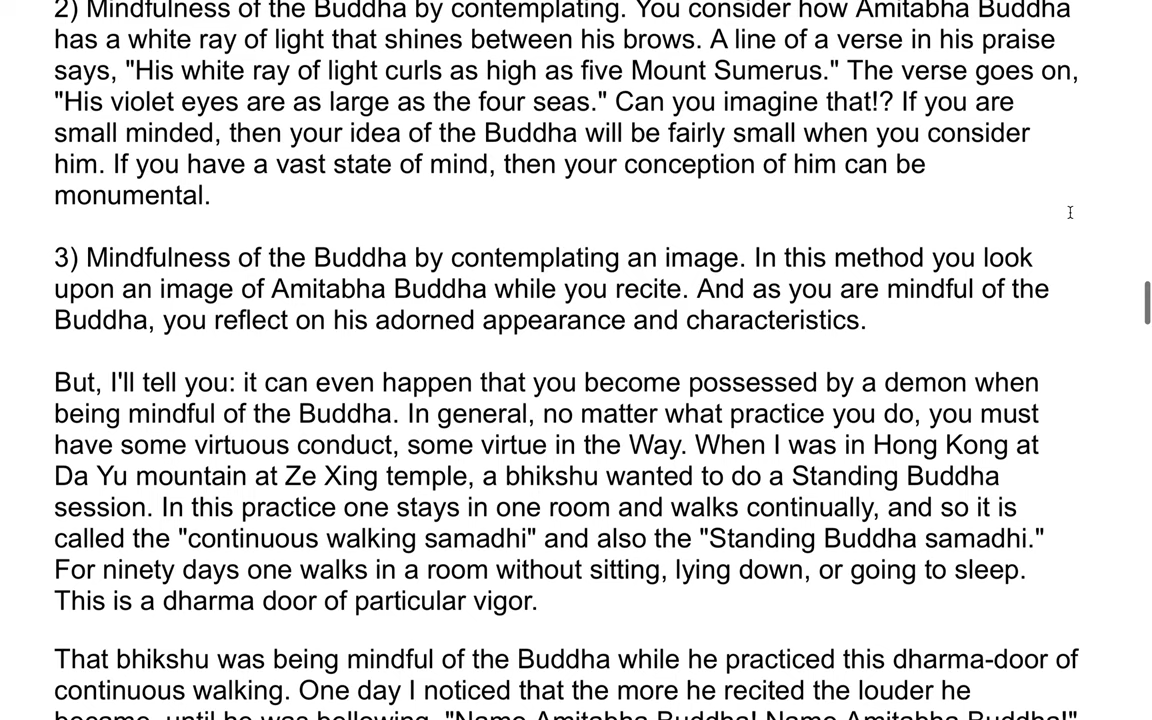 2) Mindfulness of the Buddha by contemplating. You consider how Amitabha Buddha
has a white ray of light that shines between his brows. A line of a verse in his praise
says, "His white ray of light curls as high as five Mount Sumerus." The verse goes on,
"His violet eyes are as large as the four seas." Can you imagine that!? If you are
small minded, then your idea of the Buddha will be fairly small when you consider
him. If you have a vast state of mind, then your conception of him can be
monumental.
3) Mindfulness of the Buddha by contemplating an image. In this method you look
upon an image of Amitabha Buddha while you recite. And as you are mindful of the
Buddha, you reflect on his adorned appearance and characteristics.
But, I'll tell you: it can even happen that you become possessed by a demon when
being mindful of the Buddha. In general, no matter what practice you do, you must
have some virtuous conduct, some virtue in the Way. When I was in Hong Kong at
Da Yu mountain at Ze Xing temple, a bhikshu wanted to do a Standing Buddha
session. In this practice one stays in one room and walks continually, and so it is
called the "continuous walking samadhi" and also the "Standing Buddha samadhi."
For ninety days one walks in a room without sitting, lying down, or going to sleep.
This is a dharma door of particular vigor.
That bhikshu was being mindful of the Buddha while he practiced this dharma-door of
continuous walking. One day I noticed that the more he recited the louder he
became, until he was bellowing, "Namo Amitabha Buddha! Namo Amitabha Buddha!"